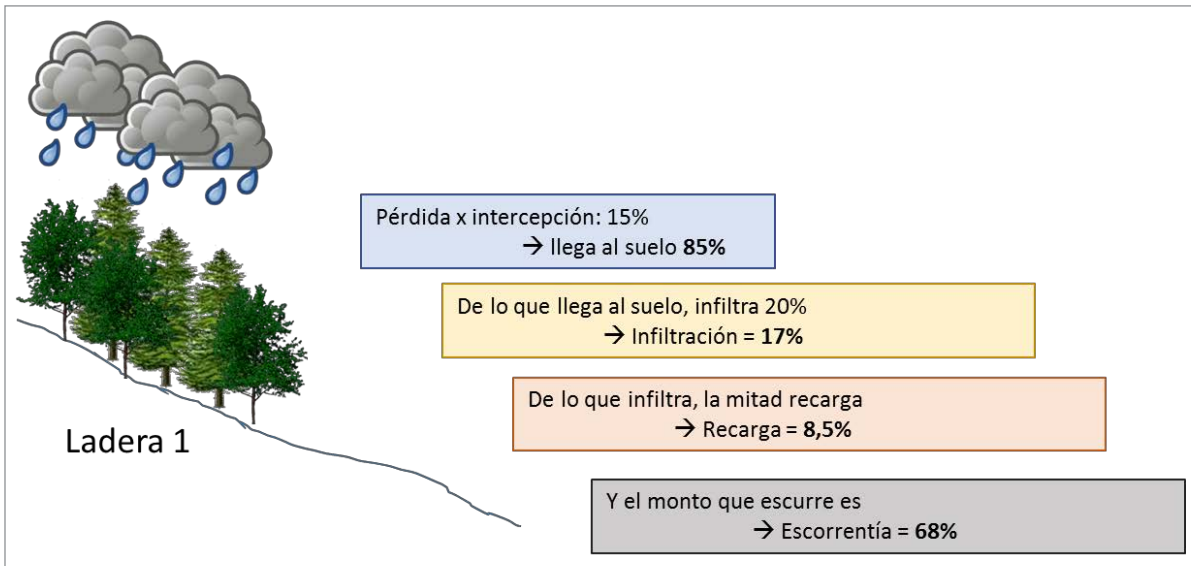 Pérdida x intercepción: 15%
→ llega al suelo 85%
De lo que llega al suelo, infiltra 20%
→ Infiltración = 17%
De lo que infiltra, la mitad recarga
→ Recarga = 8,5%
Ladera 1
Y el monto que escurre es
→ Escorrentía = 68%